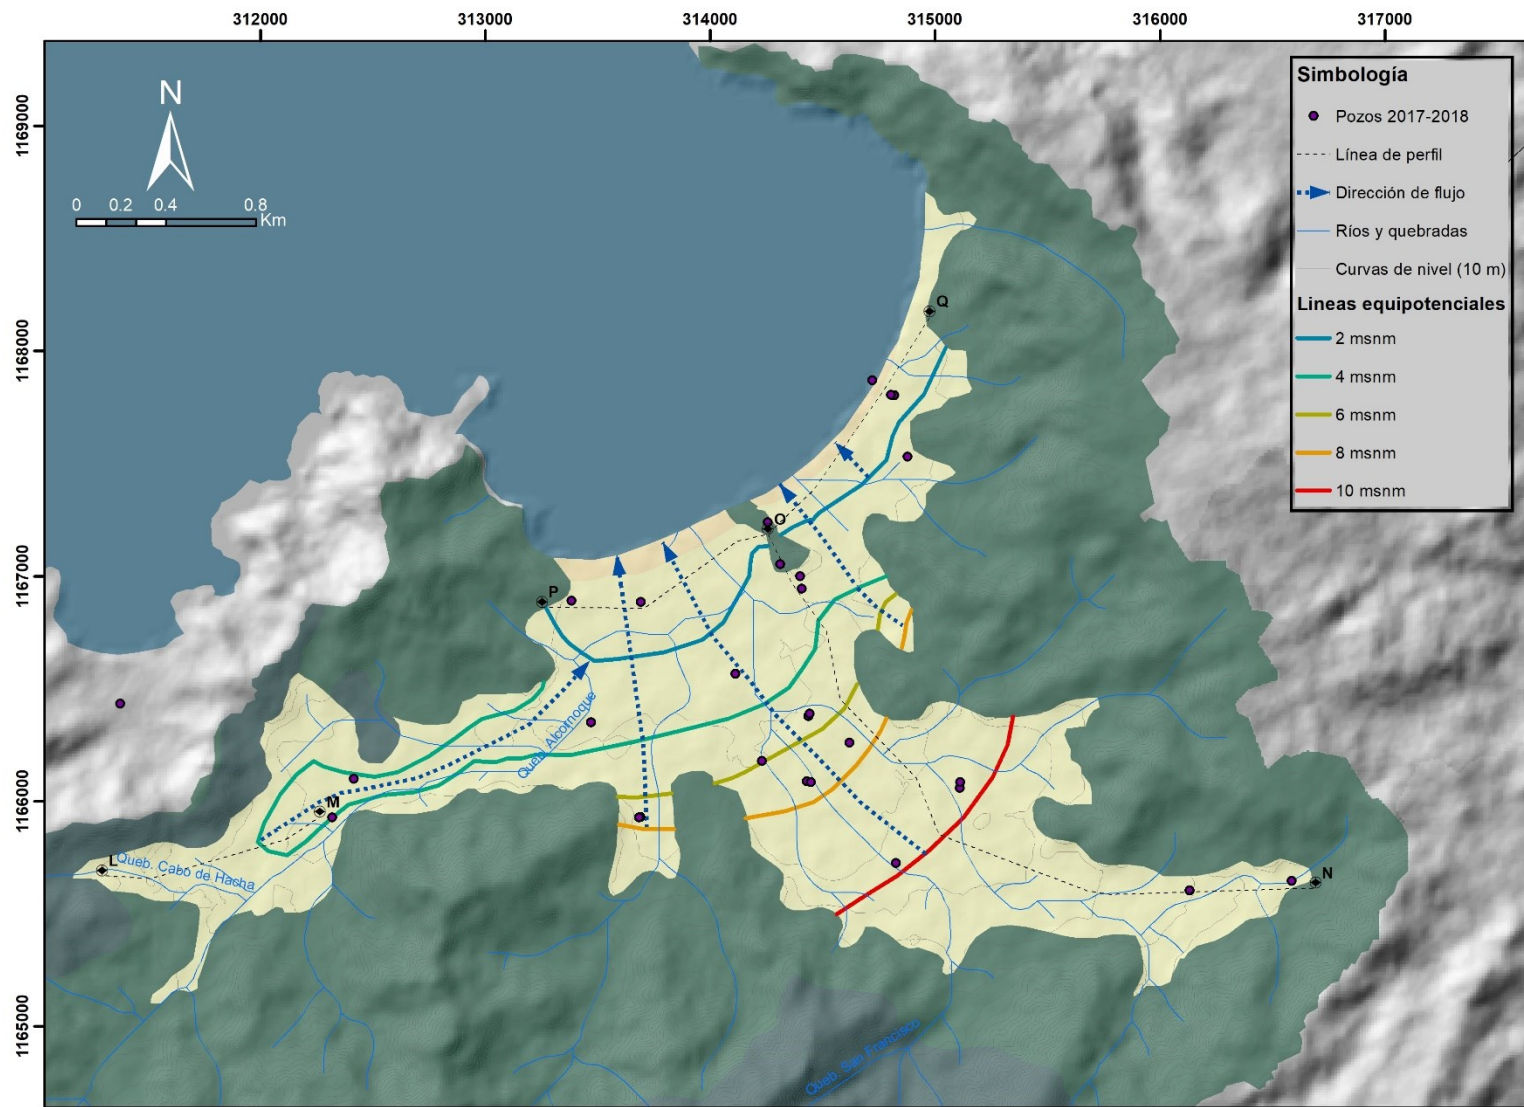 312000 313000 314000 315000 316000 317000
1169000
1168000
1167000
1166000
1165000
N
0 0.2 0.4 0.8
Km
Simbología
Pozos 2017-2018
Línea de perfil
Dirección de flujo
Ríos y quebradas
Curvas de nivel (10 m)
Lineas equipotenciales
2 msnm
4 msnm
6 msnm
8 msnm
10 msnm
Q
O
P
M
L
N
Queb. Alcornoque
Queb. Cabo de Hacha
Queb. San Francisco